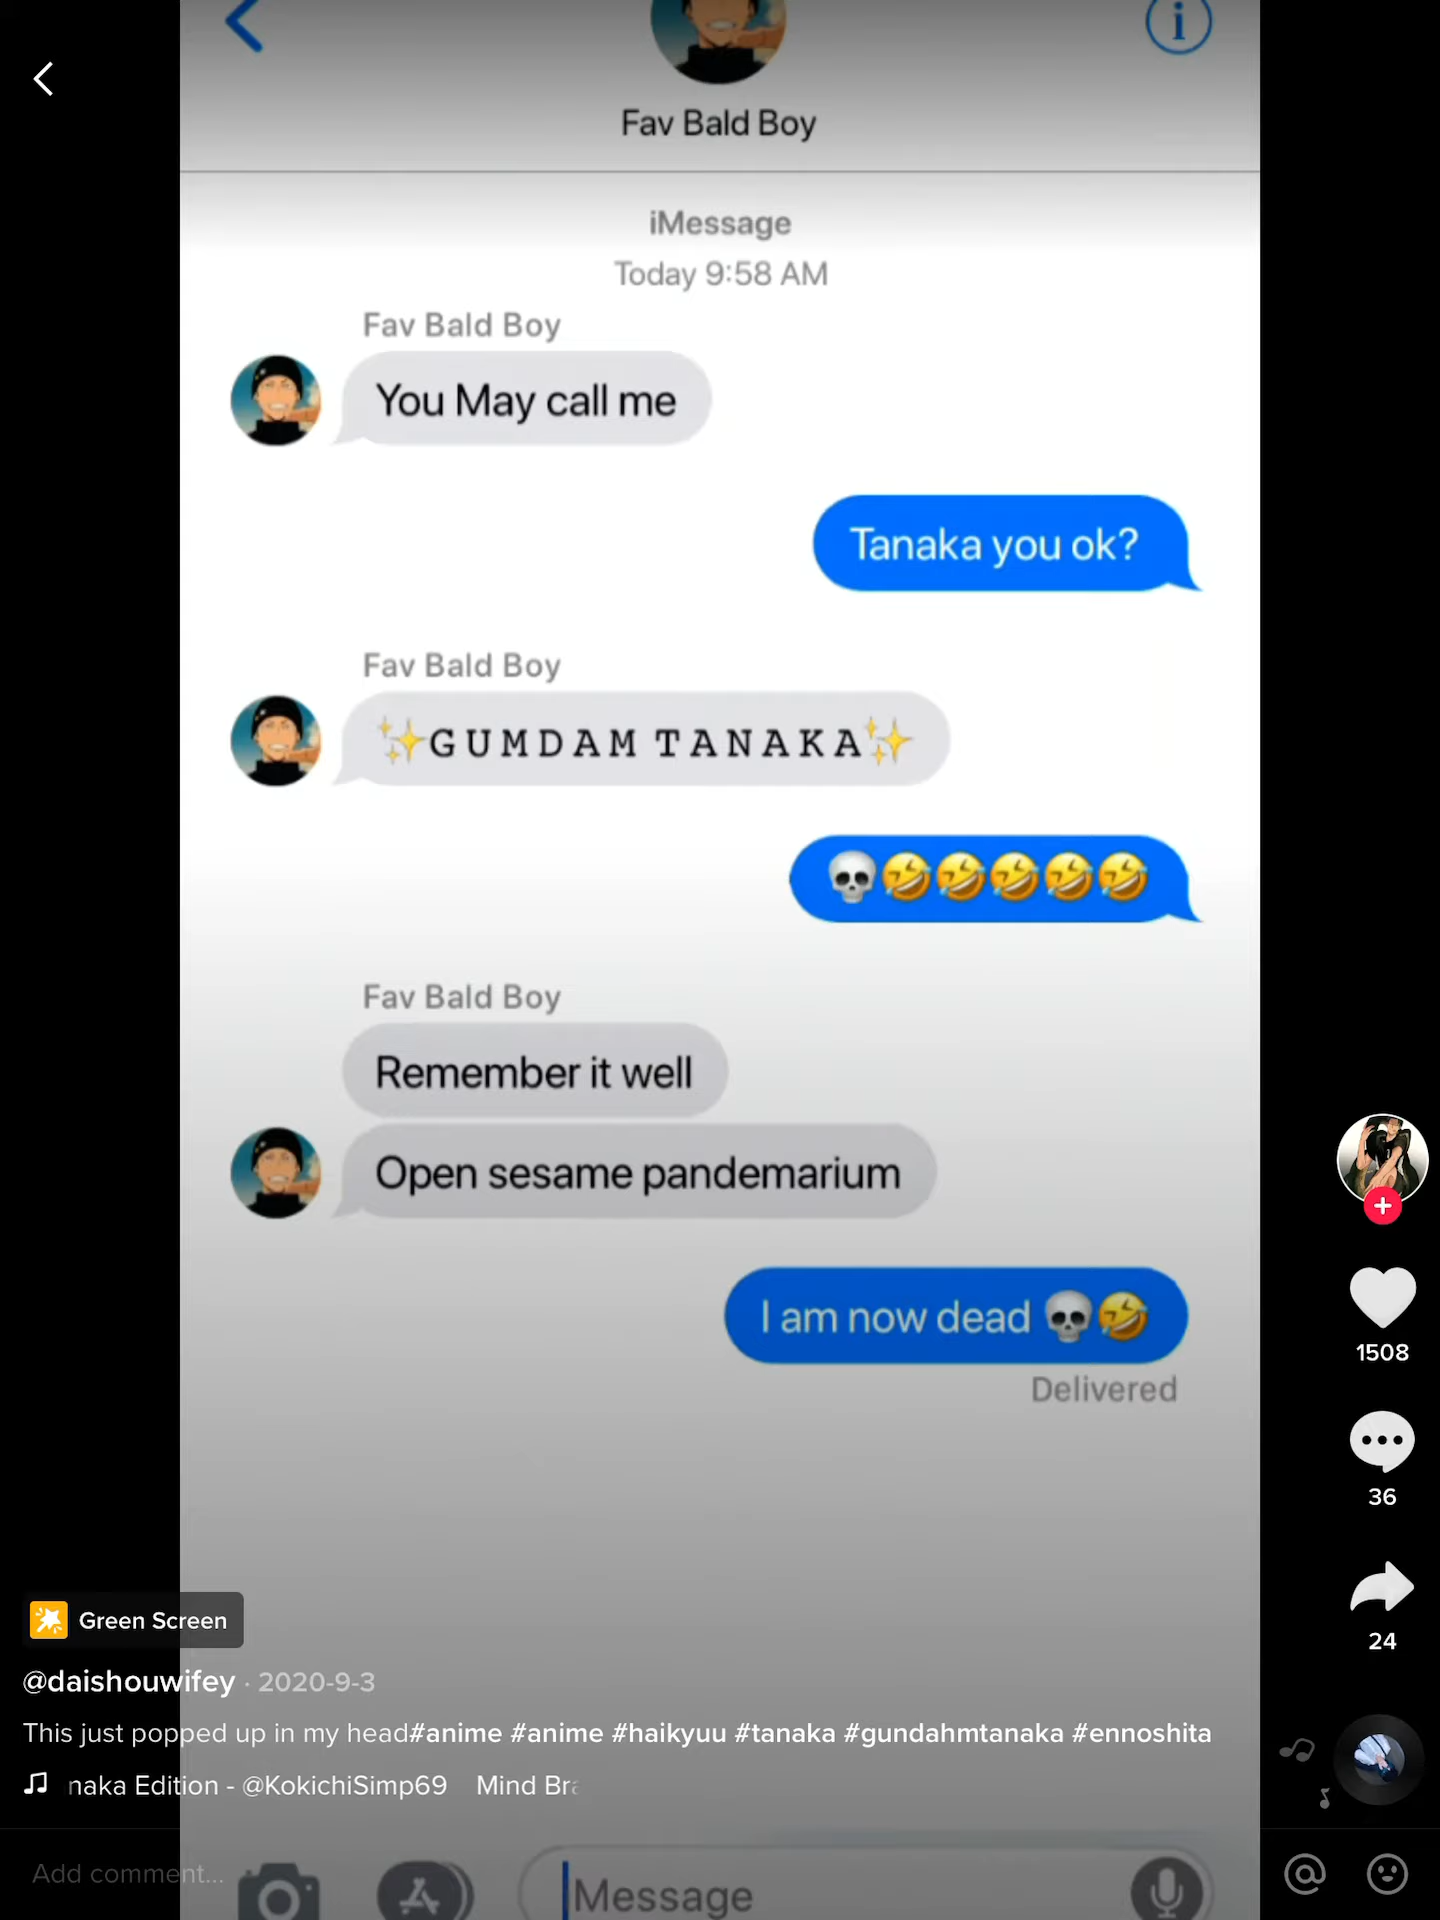 Fav Bald Boy
iMessage
Today 9:58 AM
Fav Bald Boy
You May call me
Tanaka you ok?
Fav Bald Boy
✨GUMDAM TANAKA✨
💀🤣🤣🤣🤣🤣
Fav Bald Boy
Remember it well
Open sesame pandemarium
I am now dead 💀🤣
Delivered
1508
36
24
Green Screen
@daishouwifey · 2020-9-3
This just popped up in my head#anime #anime #haikyuu #tanaka #gundahmtanaka #ennoshita
naka Edition - @KokichiSimp69 Mind
Add comment...
Message